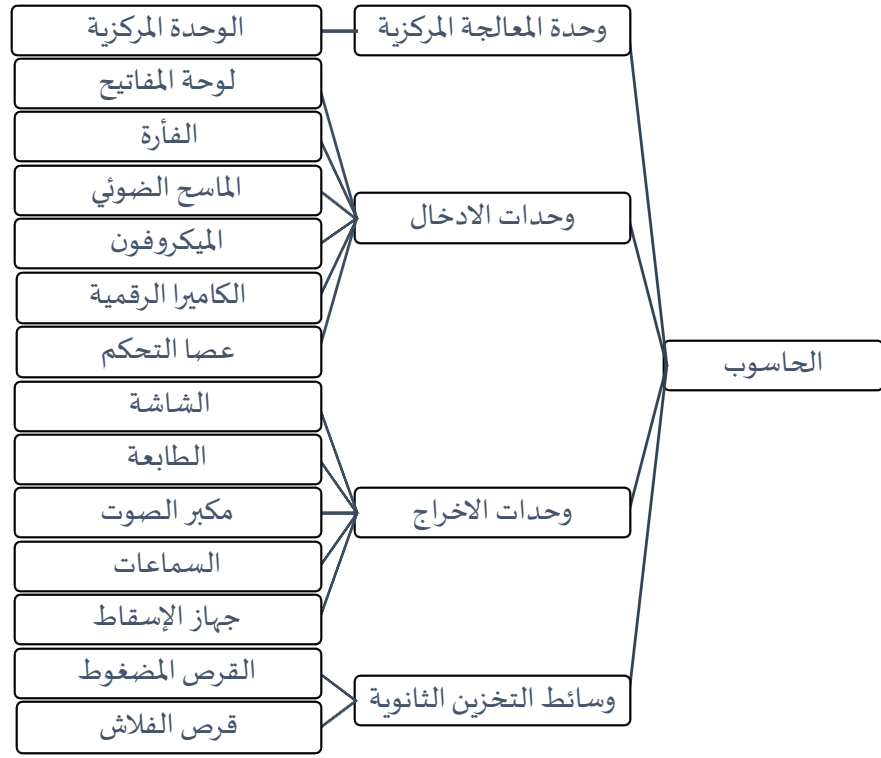 الحاسوب
وحدة المعالجة المركزية
الوحدة المركزية
وحدات الادخال
لوحة المفاتيح
الفأرة
الماسح الضوئي
الميكروفون
الكاميرا الرقمية
عصا التحكم
وحدات الاخراج
الشاشة
الطابعة
مكبر الصوت
السماعات
جهاز الإسقاط
وسائط التخزين الثانوية
القرص المضغوط
قرص الفلاش